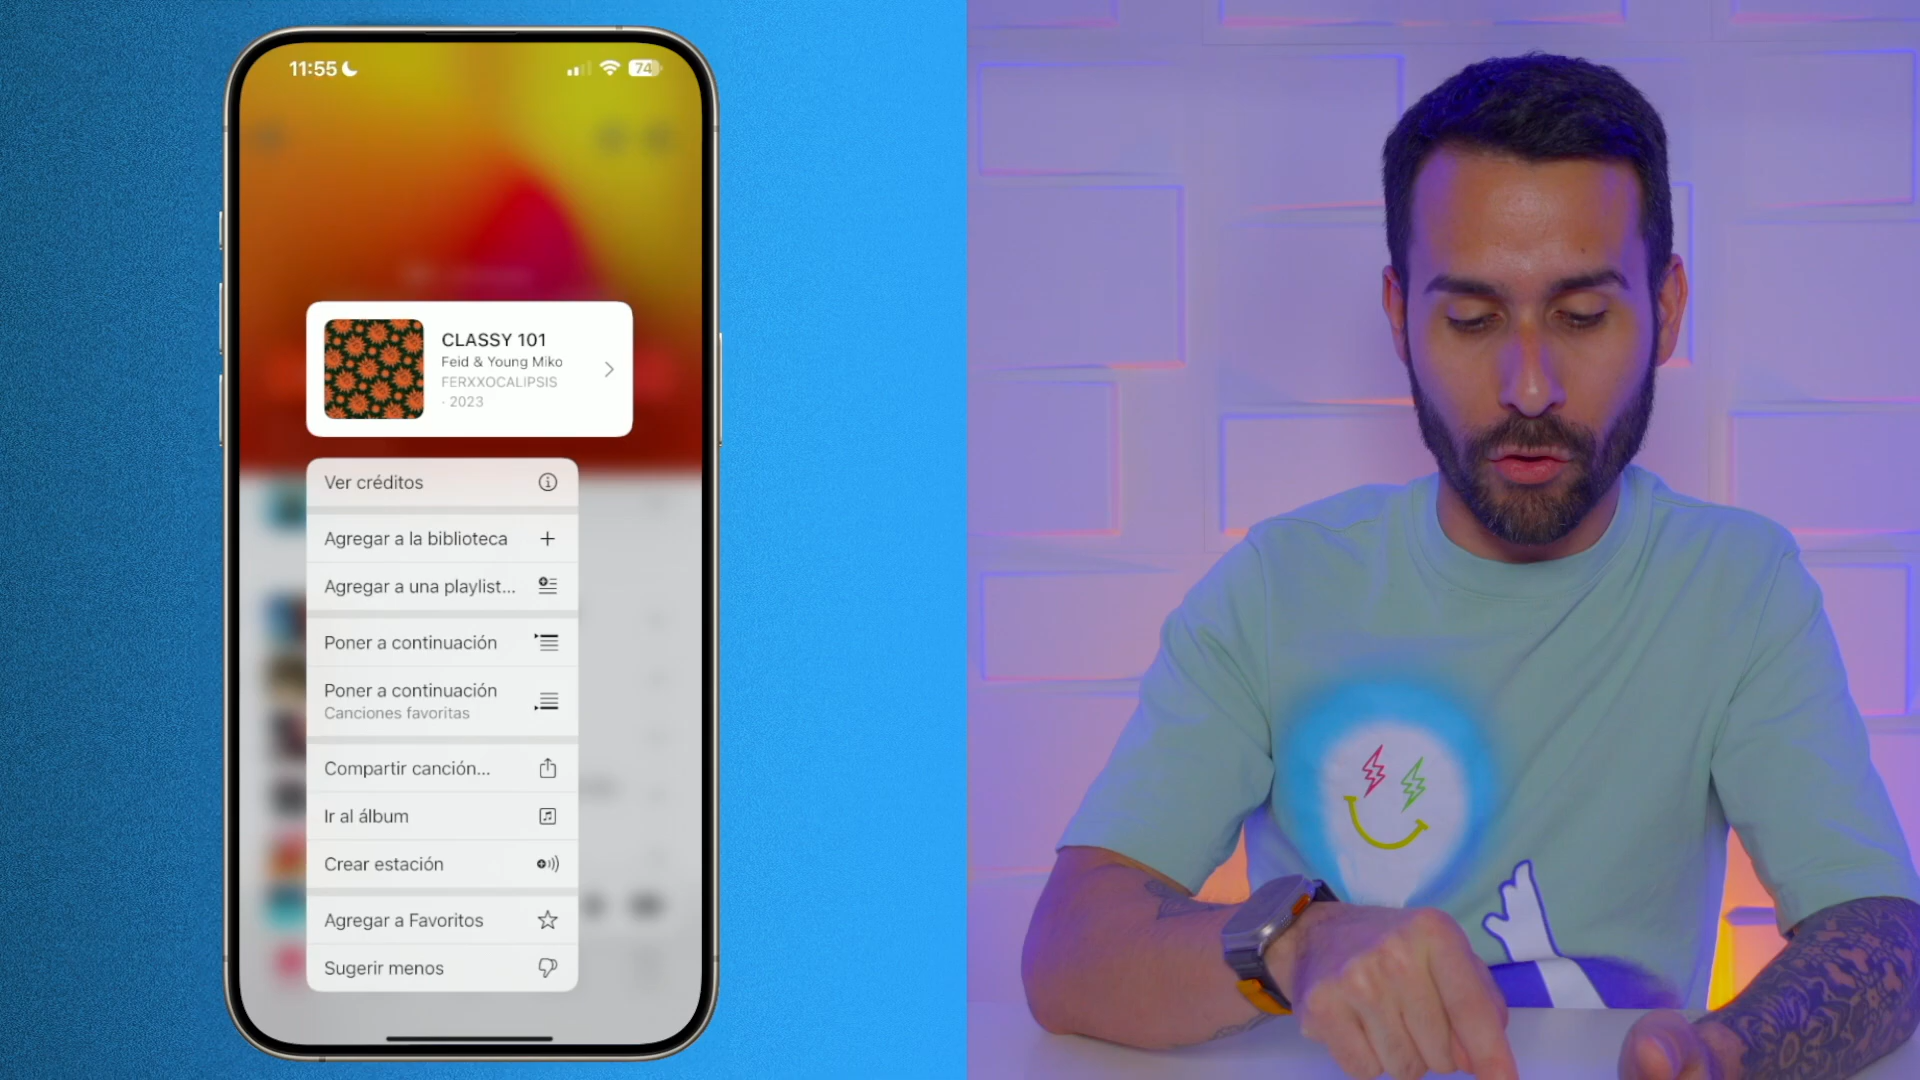 11:55
74
CLASSY 101
Feid & Young Miko
FERXXOCALIPSIS
· 2023
Ver créditos
Agregar a la biblioteca
Agregar a una playlist...
Poner a continuación
Poner a continuación
Canciones favoritas
Compartir canción...
Ir al álbum
Crear estación
Agregar a Favoritos
Sugerir menos